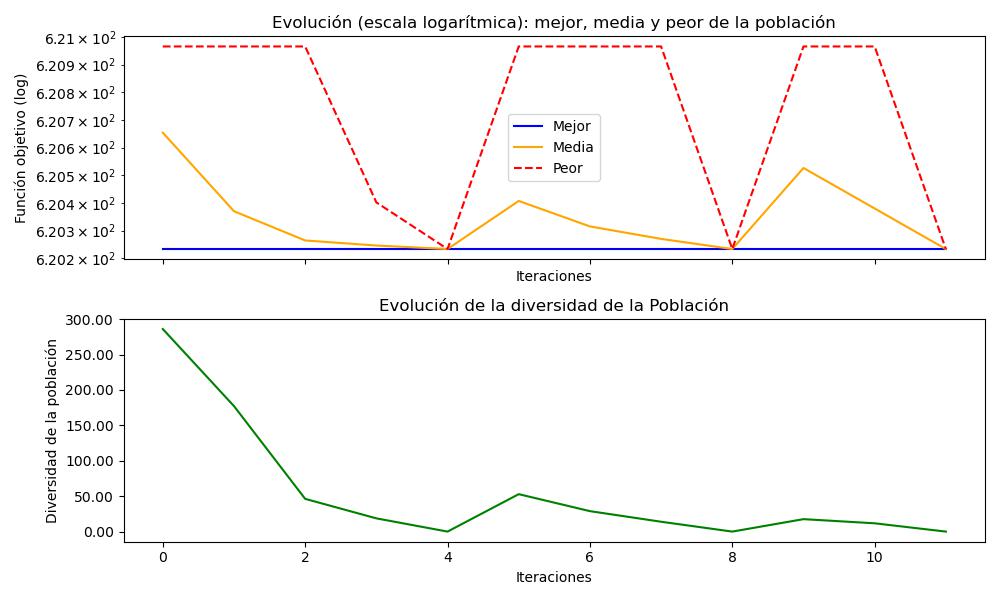 Evolución (escala logarítmica): mejor, media y peor de la población
Función objetivo (log)
6.21 × 10²
6.209 × 10²
6.208 × 10²
6.207 × 10²
6.206 × 10²
6.205 × 10²
6.204 × 10²
6.203 × 10²
6.202 × 10²
Mejor
Media
Peor
Iteraciones
Evolución de la diversidad de la Población
Diversidad de la población
300.00
250.00
200.00
150.00
100.00
50.00
0.00
0 2 4 6 8 10
Iteraciones